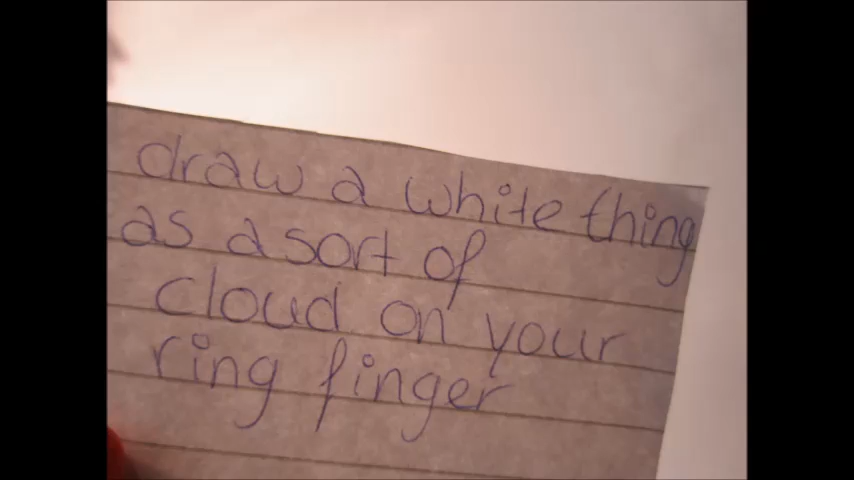 draw a white thing
as a sort of
cloud on your
ring finger